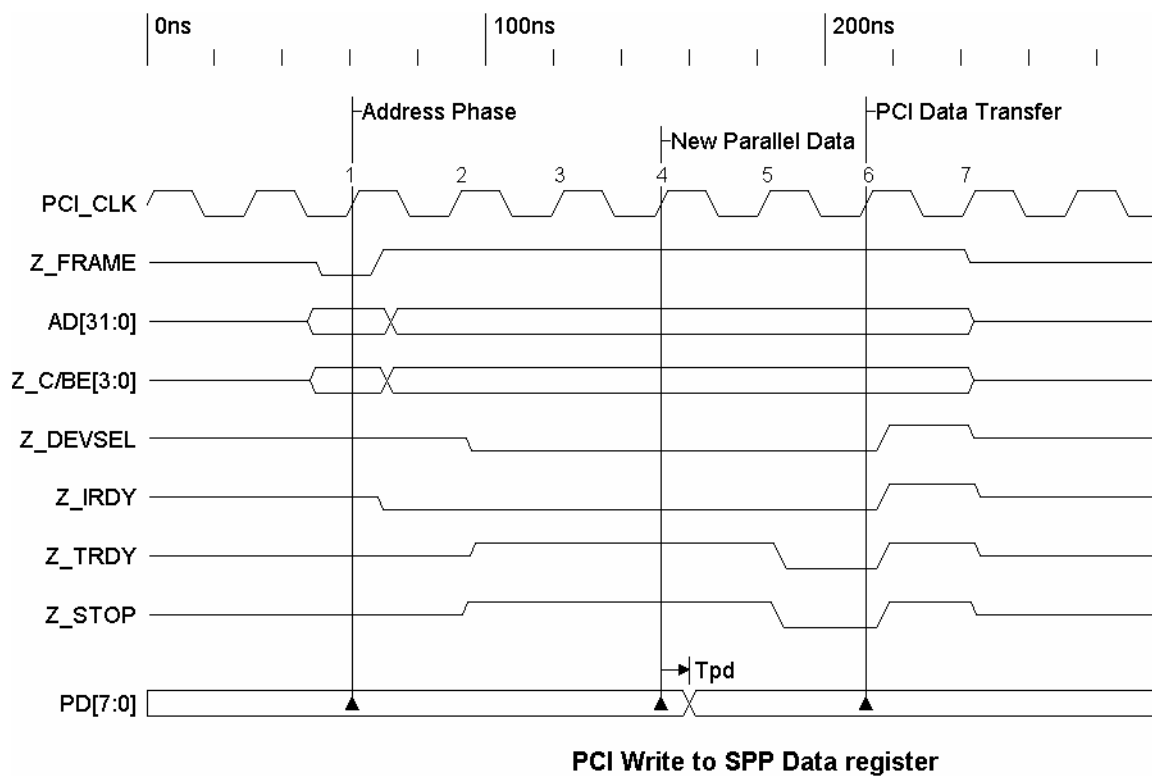 0ns 100ns 200ns
Address Phase PCI Data Transfer
New Parallel Data
1 2 3 4 5 6 7
PCI_CLK
Z_FRAME
AD[31:0]
Z_C/BE[3:0]
Z_DEVSEL
Z_IRDY
Z_TRDY
Z_STOP
Tpd
PD[7:0]
PCI Write to SPP Data register